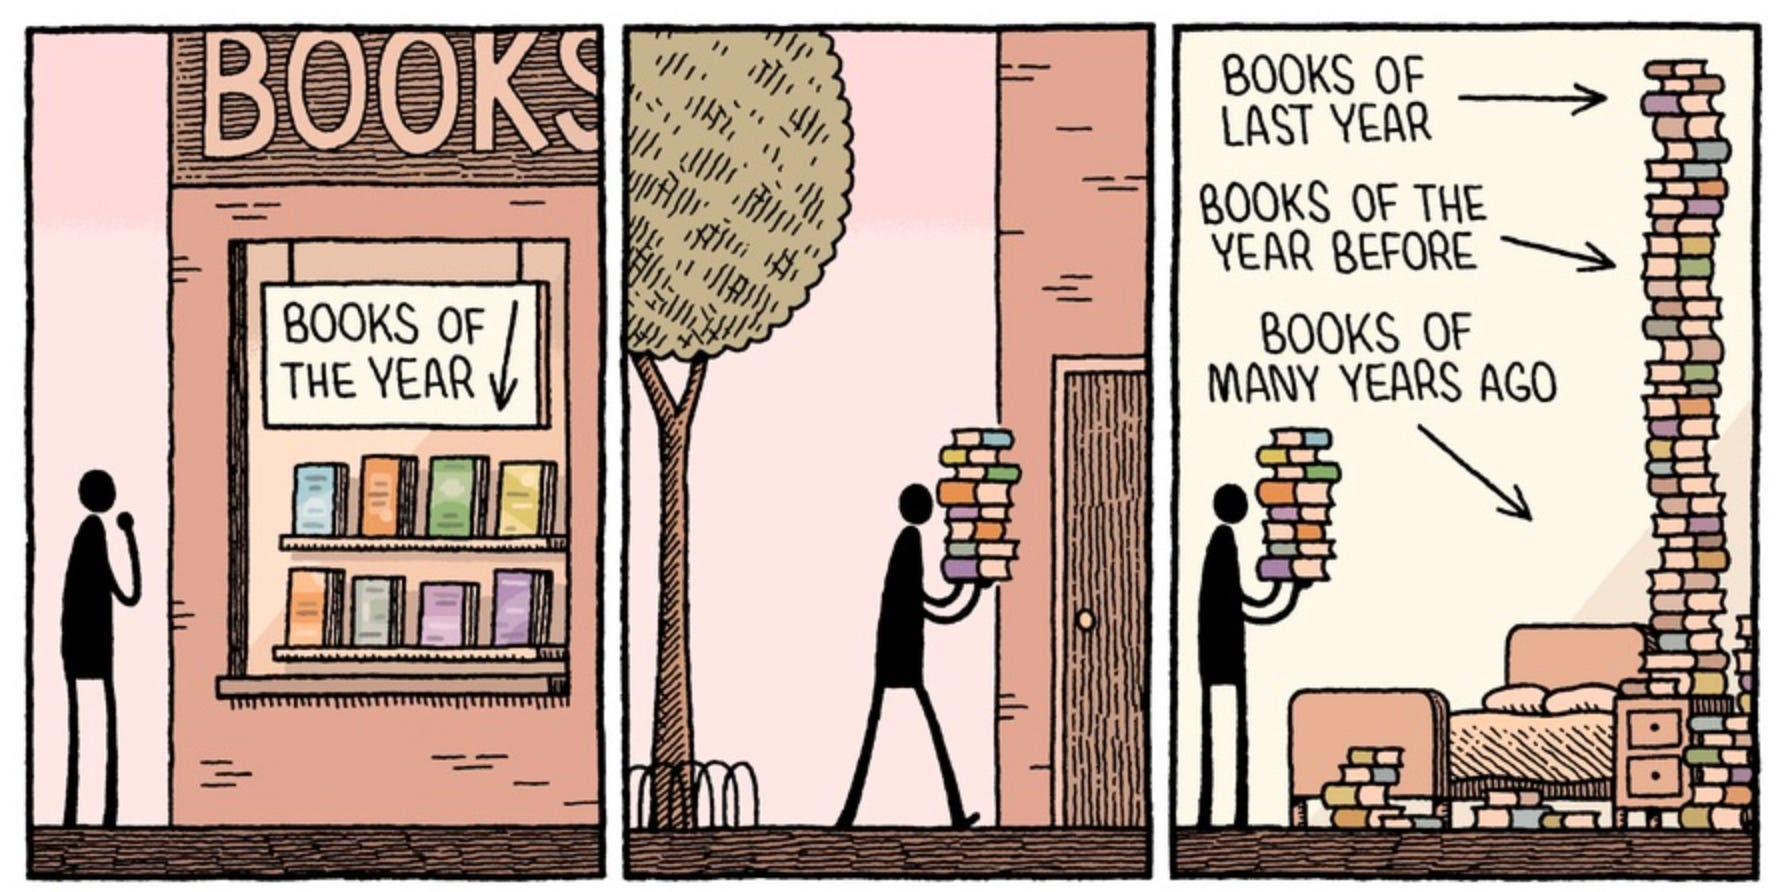 BOOKS
BOOKS OF
THE YEAR
BOOKS OF
LAST YEAR
BOOKS OF THE
YEAR BEFORE
BOOKS OF
MANY YEARS AGO